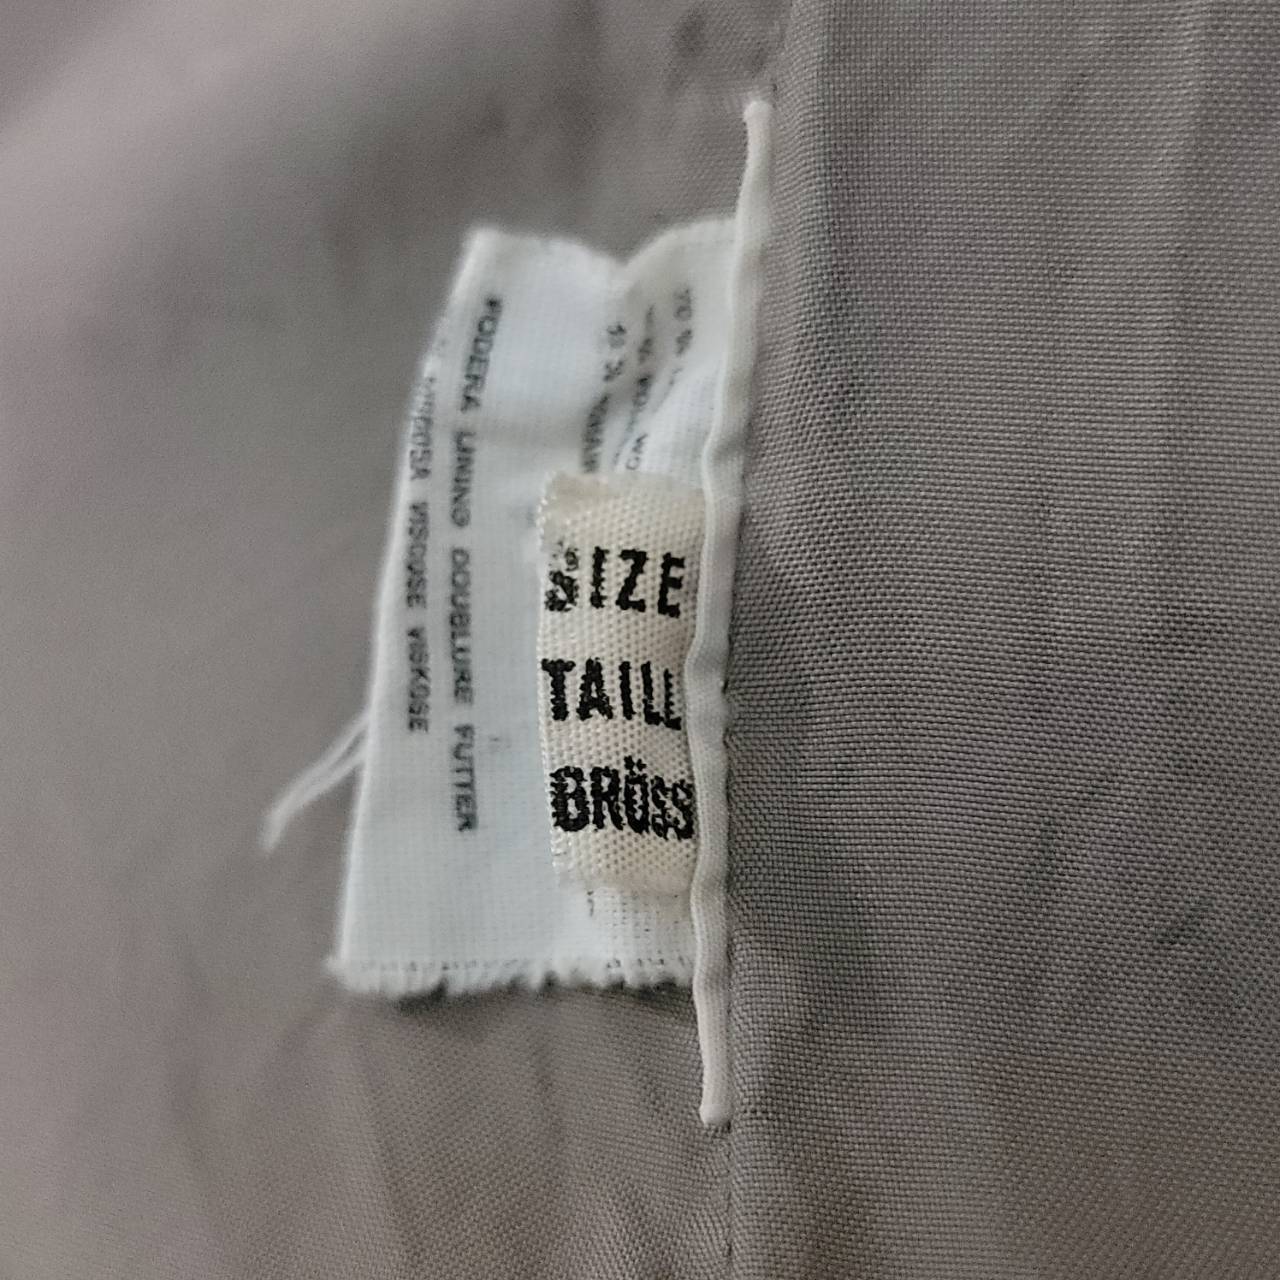 SIZE
TAILL
GRÖSS
FODERA LINING DOUBLURE FUTTER
VISCOSA VISCOSE VISKOSE